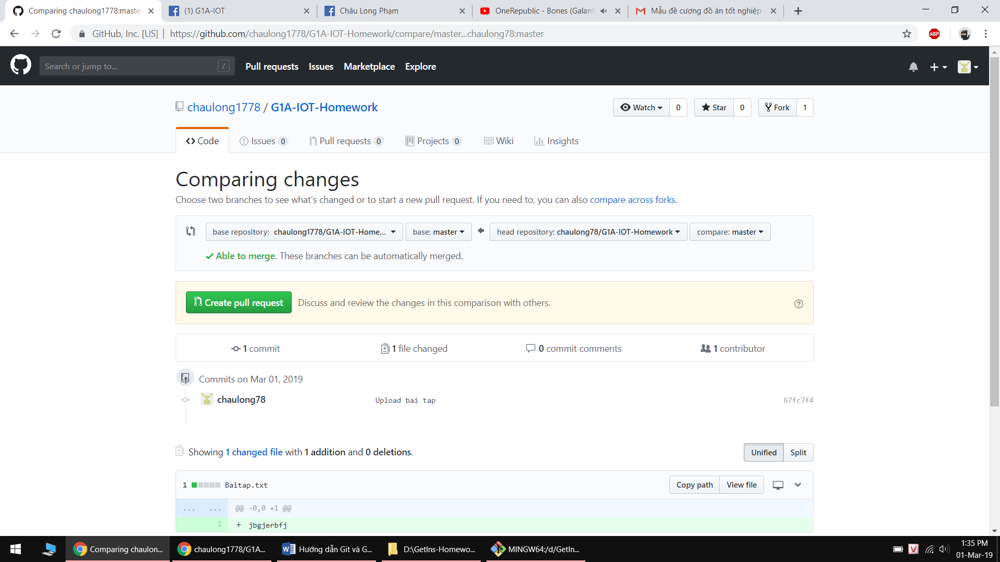 Comparing chaulong1778:master
(1) G1A-IOT
Châu Long Phạm
OneRepublic - Bones (Galant
Mẫu đề cương đồ án tốt nghiệp
GitHub, Inc. [US] | https://github.com/chaulong1778/G1A-IOT-Homework/compare/master...chaulong78:master
ABP
Search or jump to... /
Pull requests Issues Marketplace Explore
chaulong1778 / G1A-IOT-Homework
Watch 0 Star 0 Fork 1
Code Issues 0 Pull requests 0 Projects 0 Wiki Insights
Comparing changes
Choose two branches to see what's changed or to start a new pull request. If you need to, you can also compare across forks.
base repository: chaulong1778/G1A-IOT-Home... base: master head repository: chaulong78/G1A-IOT-Homework compare: master
Able to merge. These branches can be automatically merged.
Create pull request Discuss and review the changes in this comparison with others.
1 commit 1 file changed 0 commit comments 1 contributor
Commits on Mar 01, 2019
chaulong78 Upload bai tap 67fc7f4
Showing 1 changed file with 1 addition and 0 deletions.
Unified Split
1 Baitap.txt Copy path View file
... ... @@ -0,0 +1 @@
1 + jbgjerbfj
Comparing chaulon...
chaulong1778/G1A...
Hướng dẫn Git và G...
D:\GetIns-Homewo...
MINGW64:/d/GetIn...
V
1:35 PM
01-Mar-19